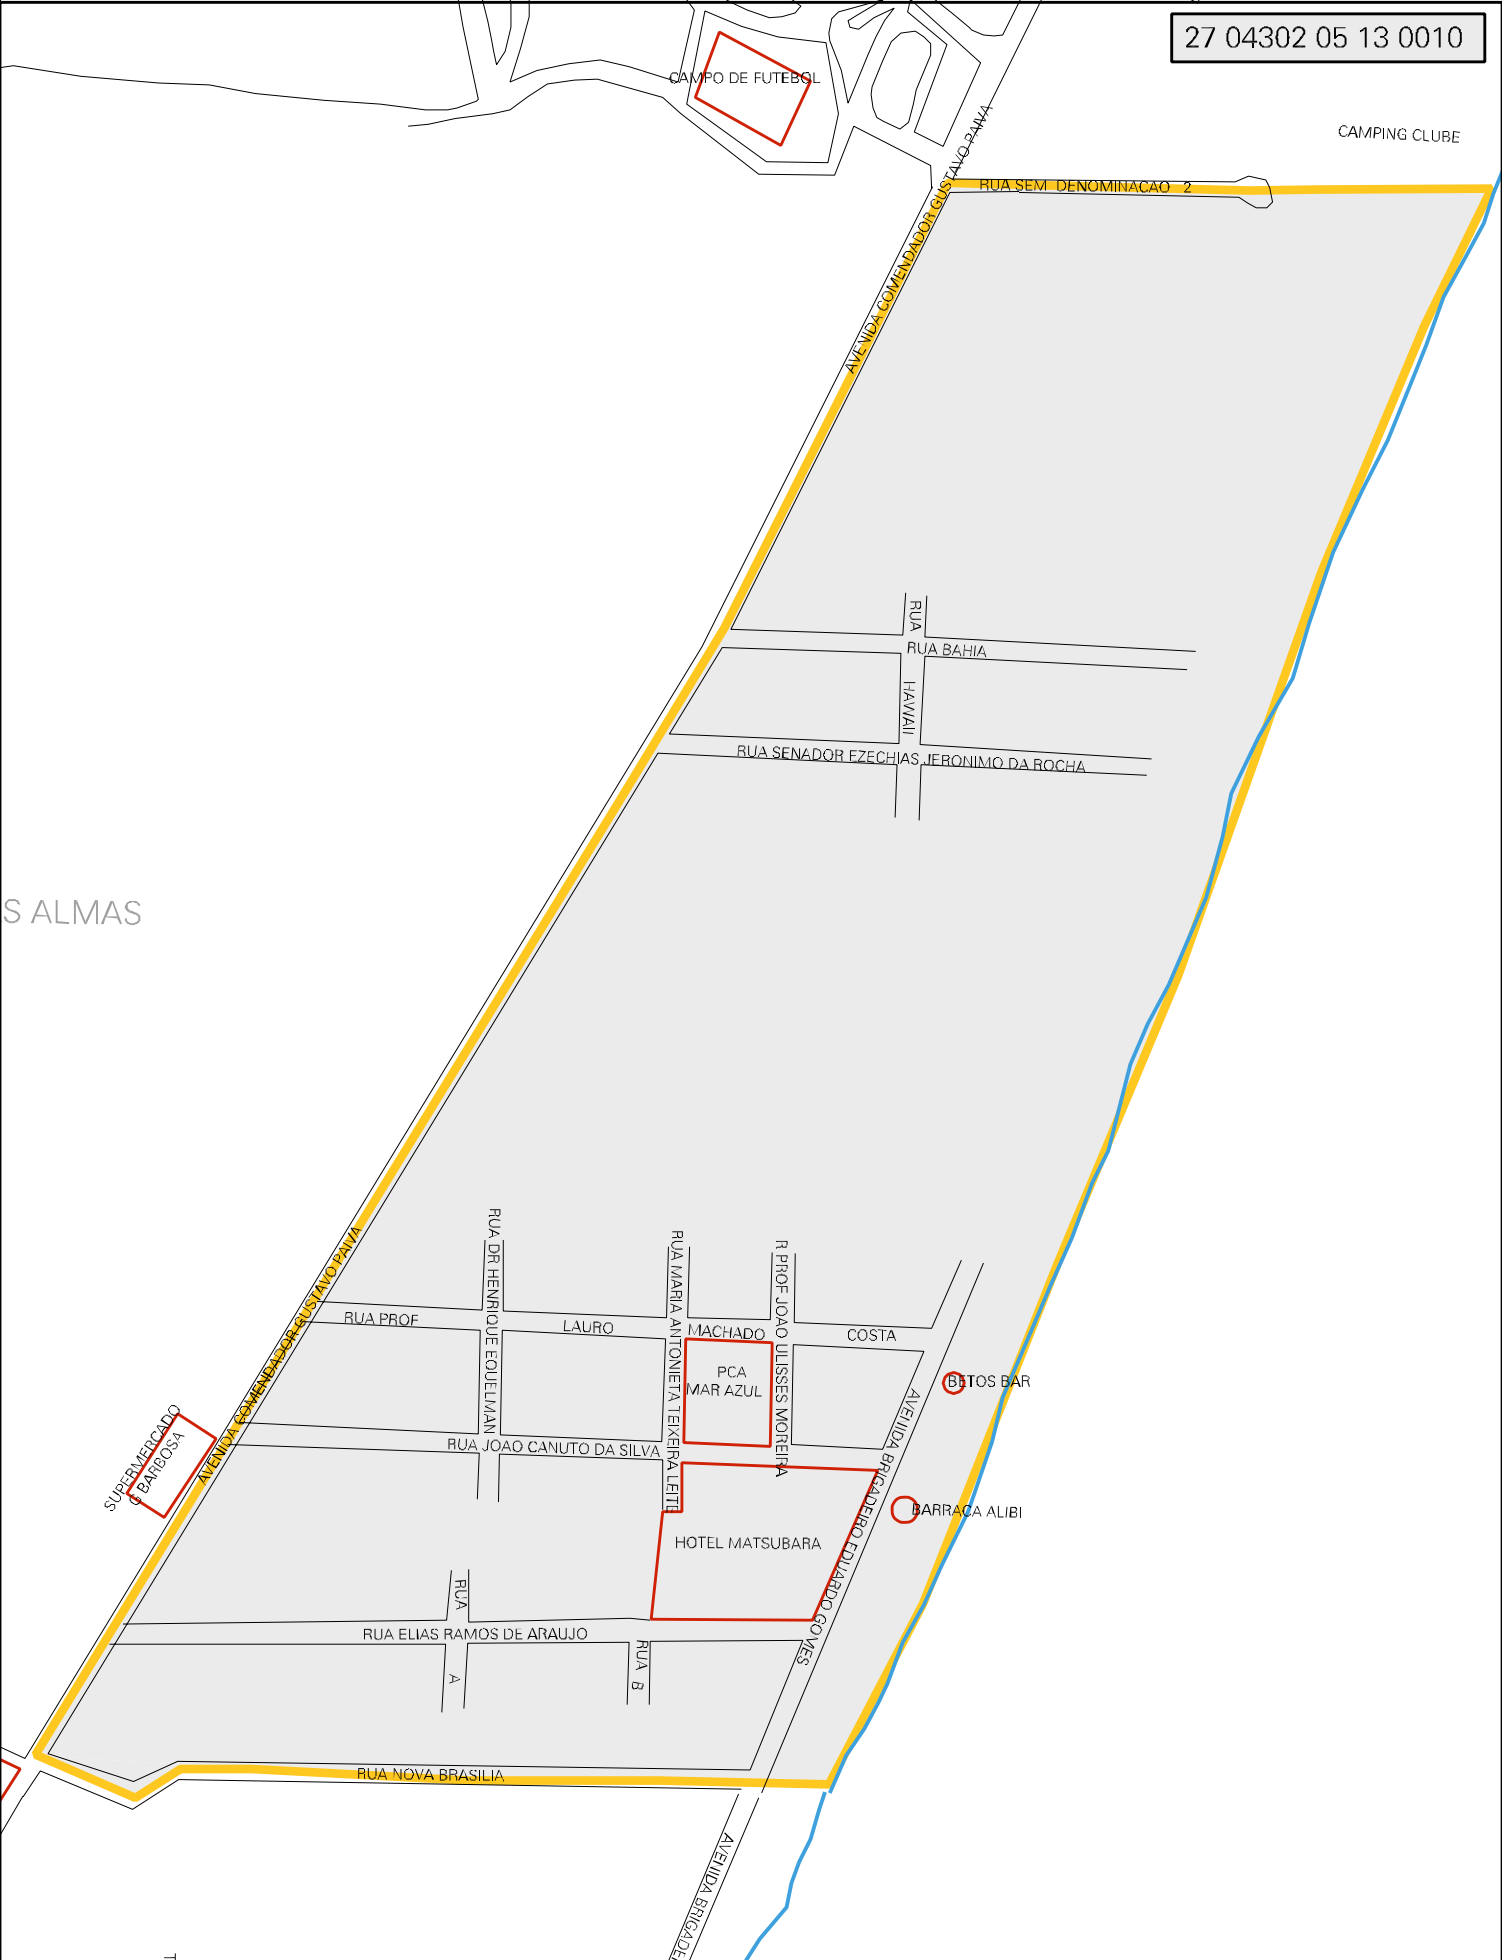 27 04302 05 13 0010
CAMPO DE FUTEBOL
CAMPING CLUBE
RUA SEM DENOMINACAO 2
AVENIDA COMENDADOR GUSTAVO PAIVA
RUA
RUA BAHIA
HAWAII
RUA SENADOR EZECHIAS JERONIMO DA ROCHA
S ALMAS
AVENIDA COMENDADOR GUSTAVO PAIVA
RUA DR HENRIQUE EQUELMAN
RUA MARIA ANTONIETA TEIXEIRA LEITE
R PROF JOAO ULISSES MOREIRA
RUA PROF LAURO MACHADO COSTA
PCA
MAR AZUL
BETOS BAR
SUPERMERCADO
G BARBOSA
RUA JOAO CANUTO DA SILVA
AVENIDA BRIGADEIRO EDUARDO GOMES
BARRACA ALIBI
HOTEL MATSUBARA
RUA A
RUA ELIAS RAMOS DE ARAUJO
RUA B
RUA NOVA BRASILIA
AVENIDA BRIGADE
T